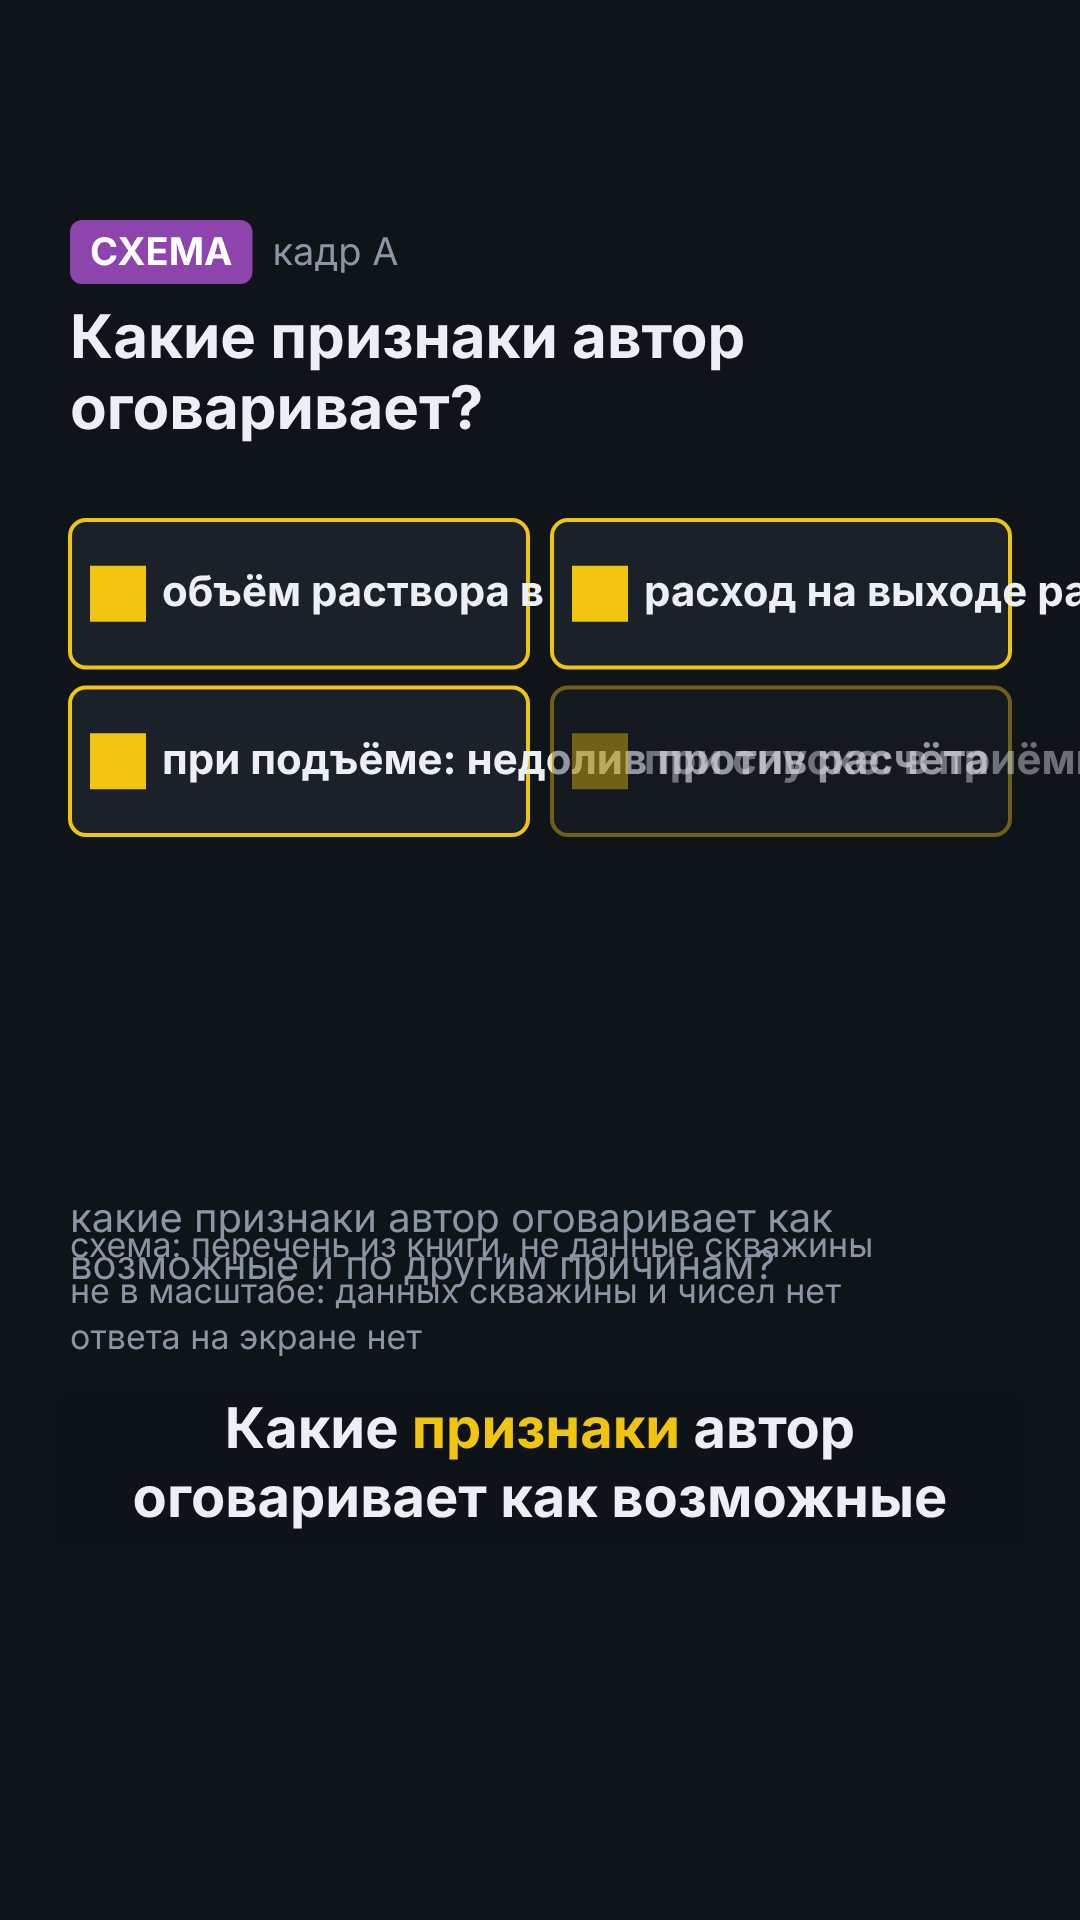 СХЕМА кадр А
Какие признаки автор
оговаривает?
объём раствора в
расход на выходе ра
при подъёме: недолив против расчёта
какие признаки автор оговаривает как
схема: перечень из книги, не данные скважины
возможные и по другим причинам?
не в масштабе: данных скважины и чисел нет
ответа на экране нет
Какие признаки автор
оговаривает как возможные